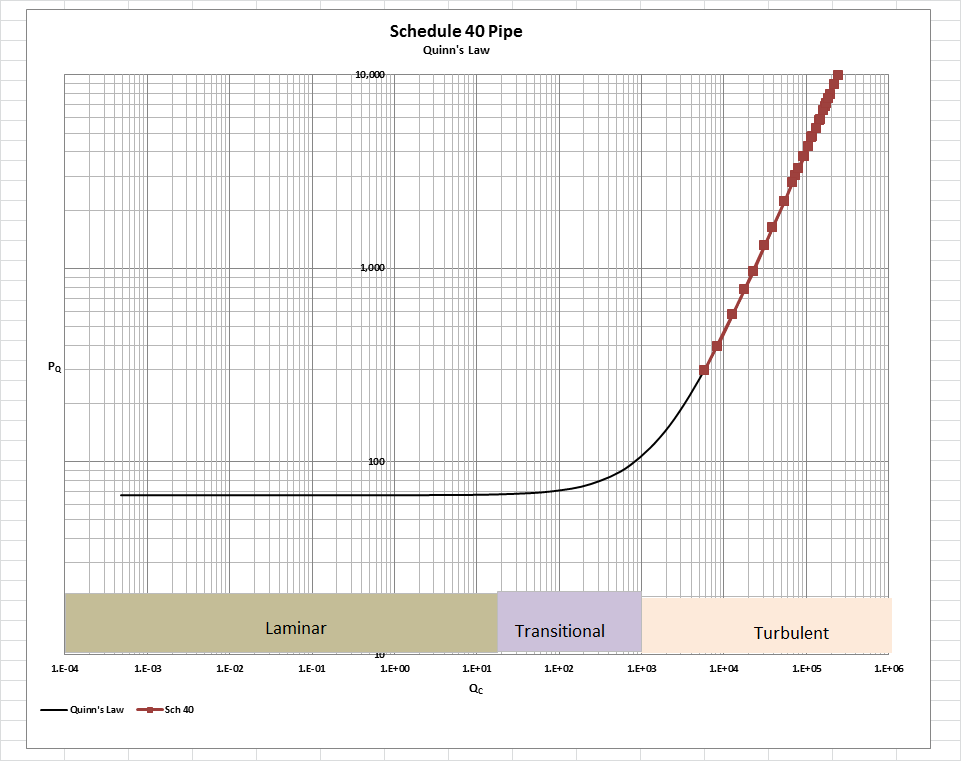 Schedule 40 Pipe
Quinn's Law
10,000
1,000
PQ
100
Laminar
Transitional
Turbulent
10
1.E-04 1.E-03 1.E-02 1.E-01 1.E+00 1.E+01 1.E+02 1.E+03 1.E+04 1.E+05 1.E+06
QC
Quinn's Law Sch 40